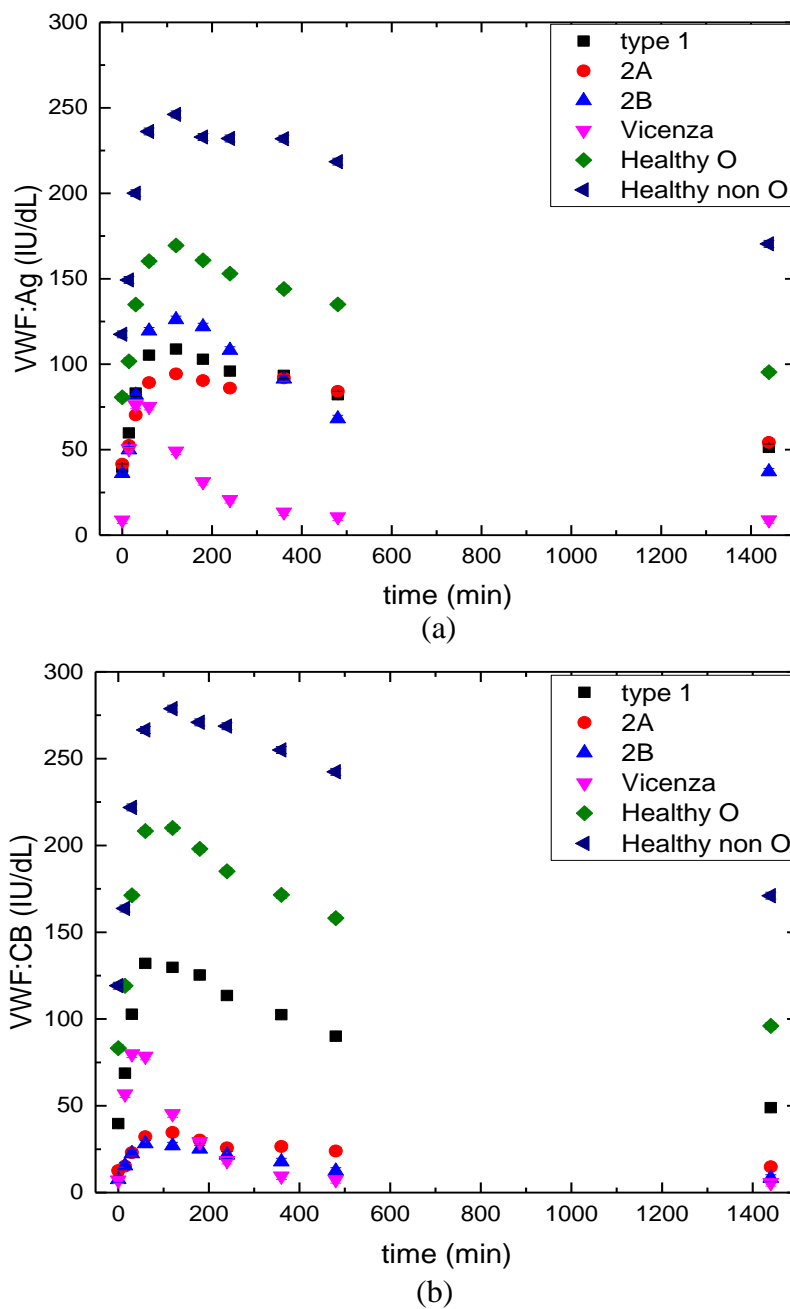 300
250
200
150
100
50
0
VWF:Ag (IU/dL)
type 1
2A
2B
Vicenza
Healthy O
Healthy non O
0 200 400 600 800 1000 1200 1400
time (min)
(a)
300
250
200
150
100
50
0
VWF:CB (IU/dL)
type 1
2A
2B
Vicenza
Healthy O
Healthy non O
0 200 400 600 800 1000 1200 1400
time (min)
(b)